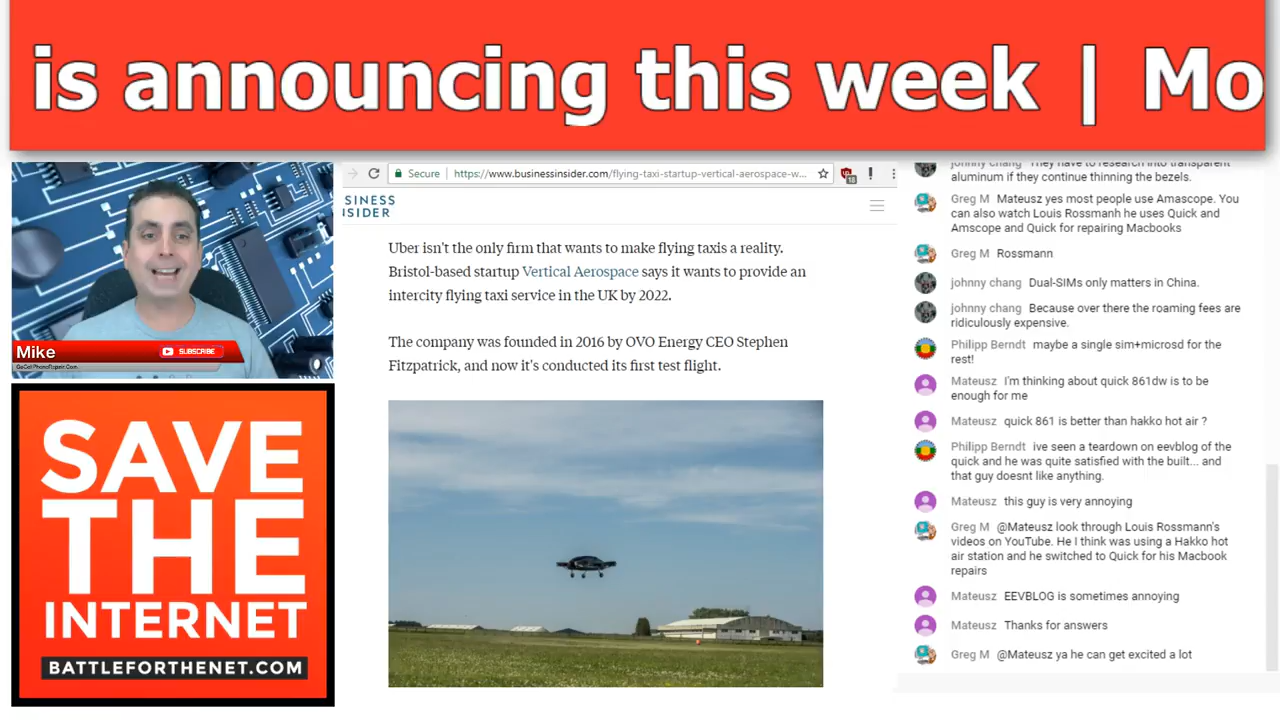 is announcing this week | Mo
Mike
SUBSCRIBE
SAVE
THE
INTERNET
BATTLEFORTHENET.COM
Secure | https://www.businessinsider.com/flying-taxi-startup-vertical-aerospace-w...
18
SINESS
ISIDER
Uber isn't the only firm that wants to make flying taxis a reality.
Bristol-based startup Vertical Aerospace says it wants to provide an
intercity flying taxi service in the UK by 2022.
The company was founded in 2016 by OVO Energy CEO Stephen
Fitzpatrick, and now it's conducted its first test flight.
johnny chang They have to research into transparent
aluminum if they continue thinning the bezels.
Greg M Mateusz yes most people use Amascope. You
can also watch Louis Rossmanh he uses Quick and
Amscope and Quick for repairing Macbooks
Greg M Rossmann
johnny chang Dual-SIMs only matters in China.
johnny chang Because over there the roaming fees are
ridiculously expensive.
Philipp Berndt maybe a single sim+microsd for the
rest!
Mateusz I'm thinking about quick 861dw is to be
enough for me
Mateusz quick 861 is better than hakko hot air ?
Philipp Berndt ive seen a teardown on eevblog of the
quick and he was quite satisfied with the built... and
that guy doesnt like anything.
Mateusz this guy is very annoying
Greg M @Mateusz look through Louis Rossmann's
videos on YouTube. He I think was using a Hakko hot
air station and he switched to Quick for his Macbook
repairs
Mateusz EEVBLOG is sometimes annoying
Mateusz Thanks for answers
Greg M @Mateusz ya he can get excited a lot